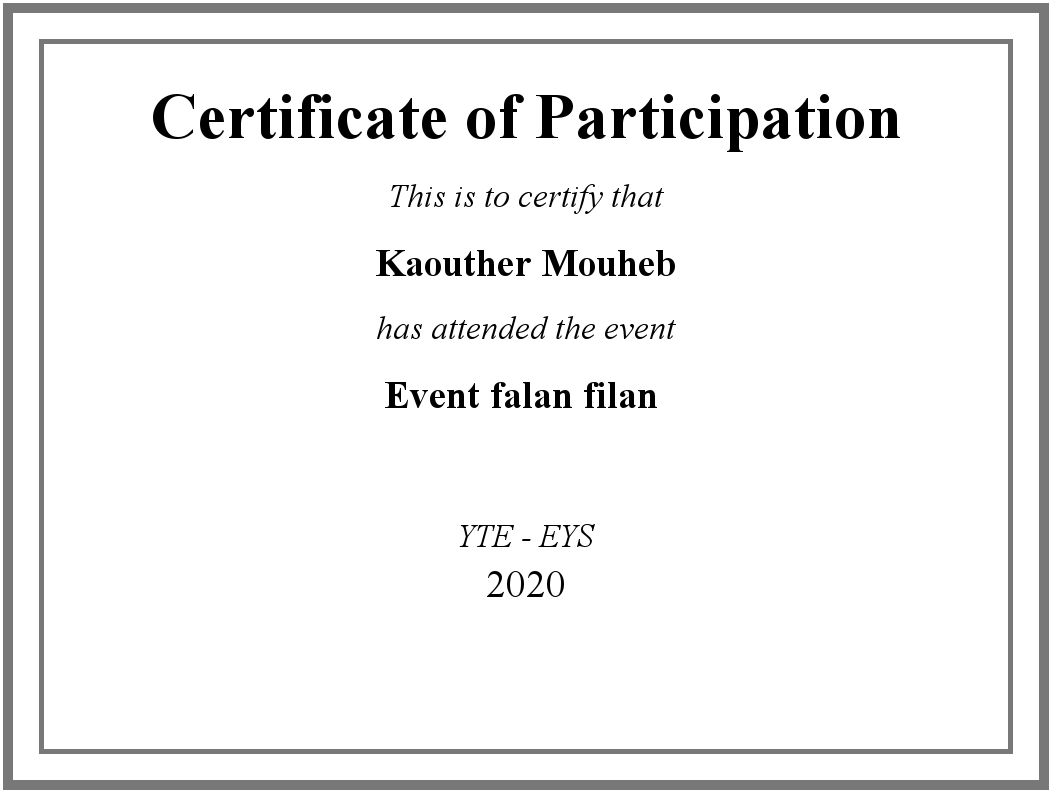 Certificate of Participation
This is to certify that
Kaouther Mouheb
has attended the event
Event falan filan
YTE - EYS
2020